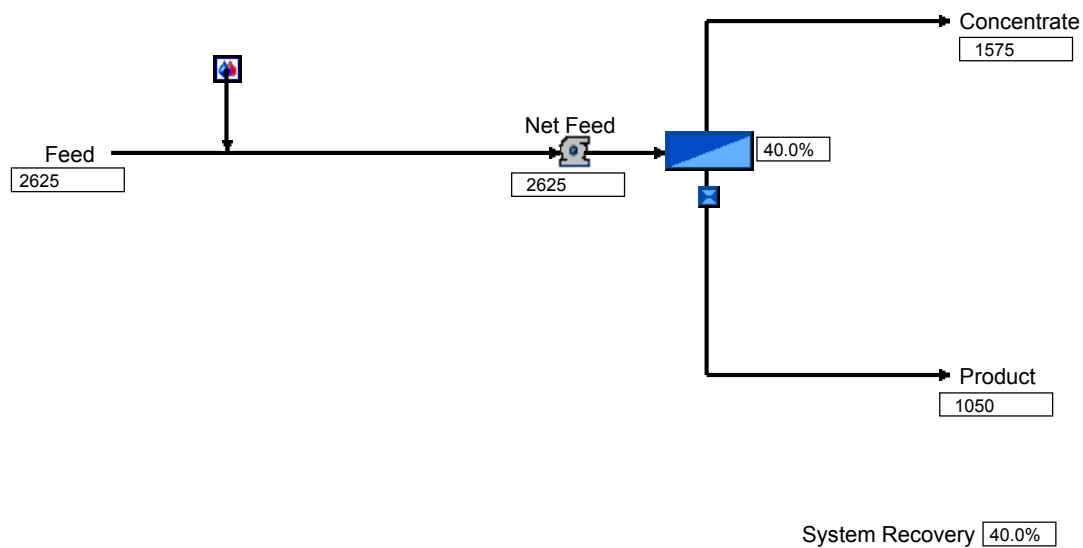 Concentrate
1575
Net Feed
Feed
40.0%
2625
2625
Product
1050
System Recovery 40.0%